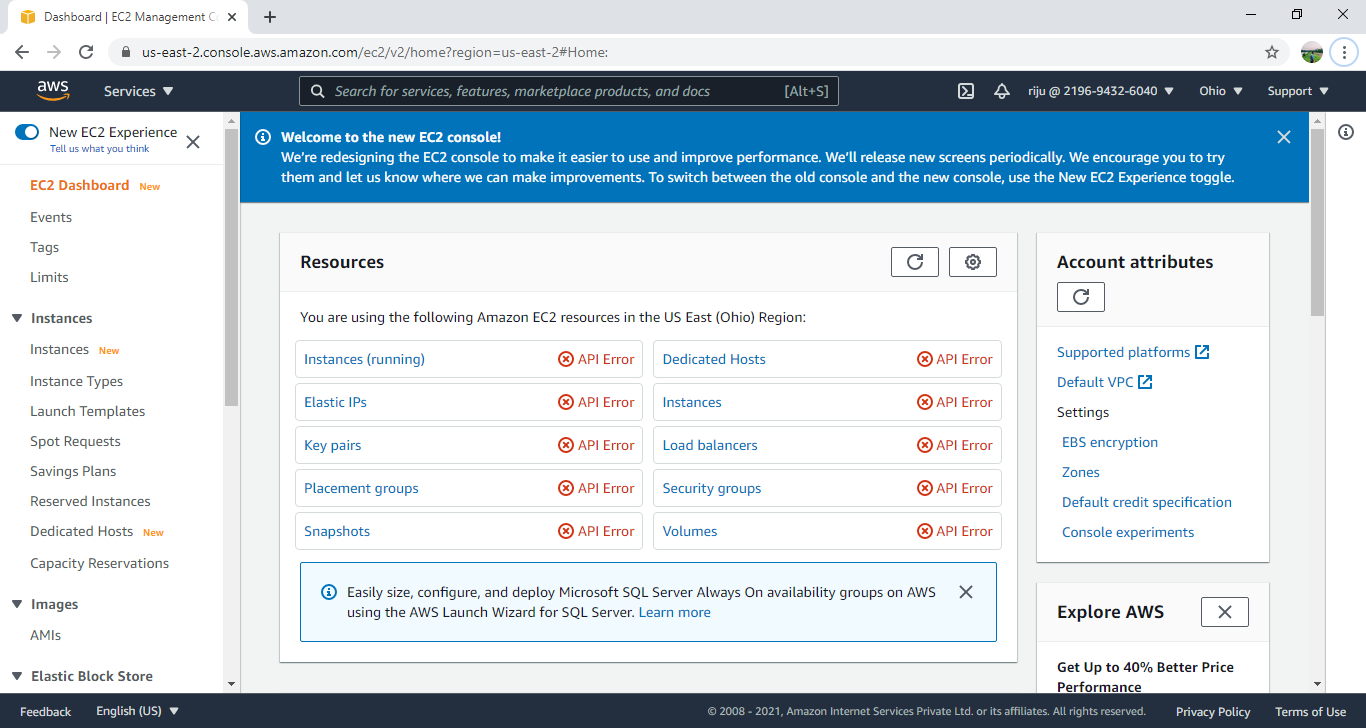 Dashboard | EC2 Management C
us-east-2.console.aws.amazon.com/ec2/v2/home?region=us-east-2#Home:
aws
Services
Search for services, features, marketplace products, and docs
[Alt+S]
riju @ 2196-9432-6040
Ohio
Support
New EC2 Experience
Tell us what you think
EC2 Dashboard New
Events
Tags
Limits
Instances
Instances New
Instance Types
Launch Templates
Spot Requests
Savings Plans
Reserved Instances
Dedicated Hosts New
Capacity Reservations
Images
AMIs
Elastic Block Store
Welcome to the new EC2 console!
We're redesigning the EC2 console to make it easier to use and improve performance. We'll release new screens periodically. We encourage you to try
them and let us know where we can make improvements. To switch between the old console and the new console, use the New EC2 Experience toggle.
Resources
You are using the following Amazon EC2 resources in the US East (Ohio) Region:
Instances (running) API Error
Dedicated Hosts API Error
Elastic IPs API Error
Instances API Error
Key pairs API Error
Load balancers API Error
Placement groups API Error
Security groups API Error
Snapshots API Error
Volumes API Error
Easily size, configure, and deploy Microsoft SQL Server Always On availability groups on AWS
using the AWS Launch Wizard for SQL Server. Learn more
Account attributes
Supported platforms
Default VPC
Settings
EBS encryption
Zones
Default credit specification
Console experiments
Explore AWS
Get Up to 40% Better Price
Performance
Feedback
English (US)
© 2008 - 2021, Amazon Internet Services Private Ltd. or its affiliates. All rights reserved.
Privacy Policy
Terms of Use